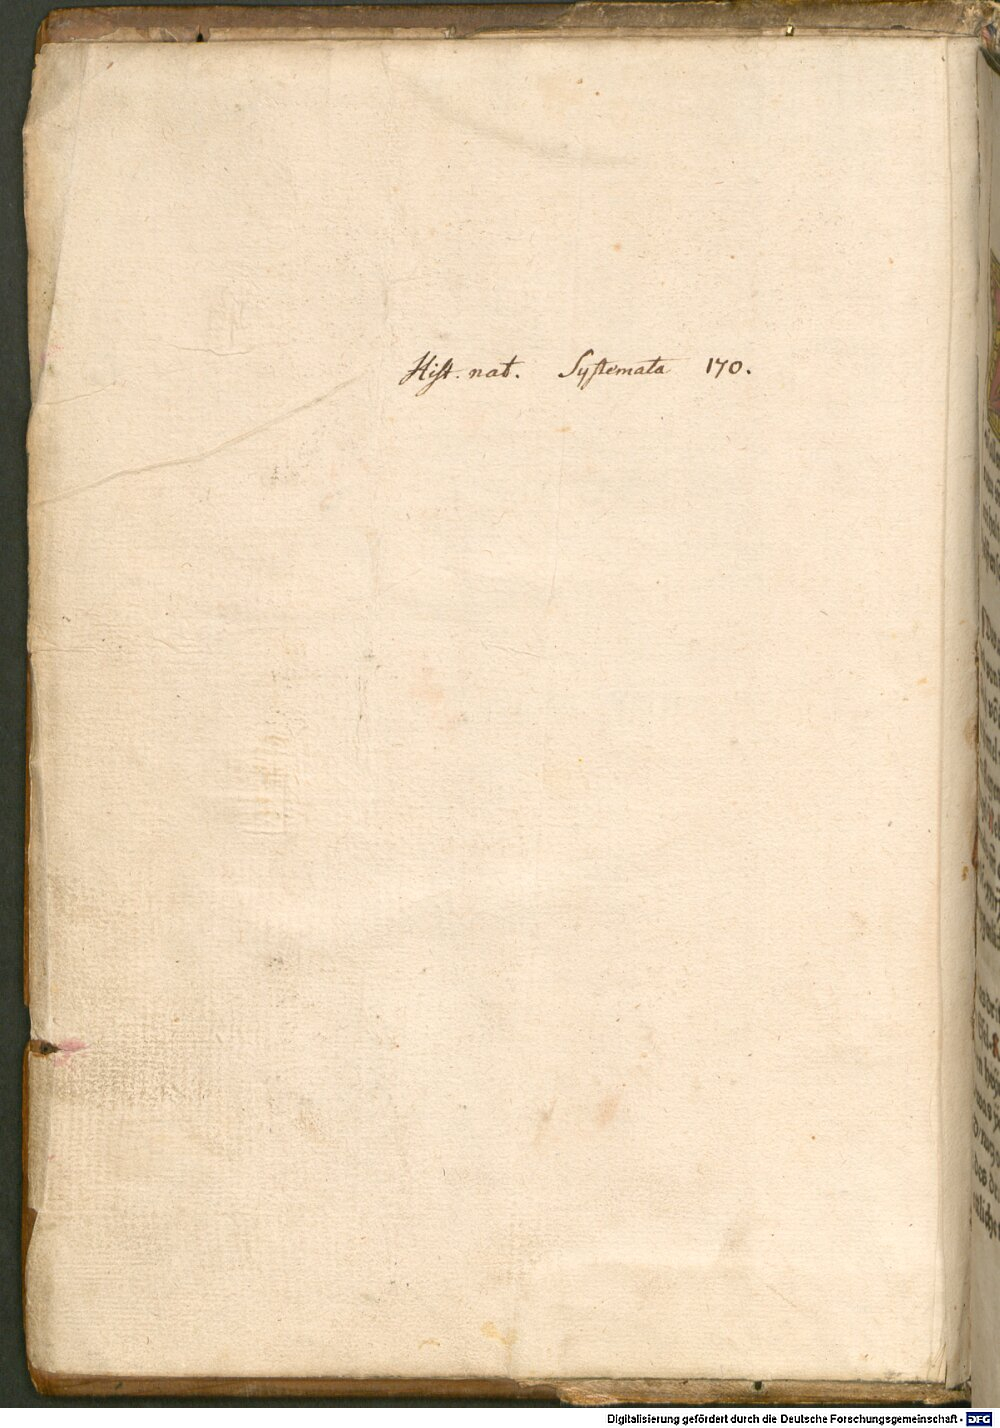 Hist. nat. Systemata 170.
Digitalisierung gefördert durch die Deutsche Forschungsgemeinschaft - DFG